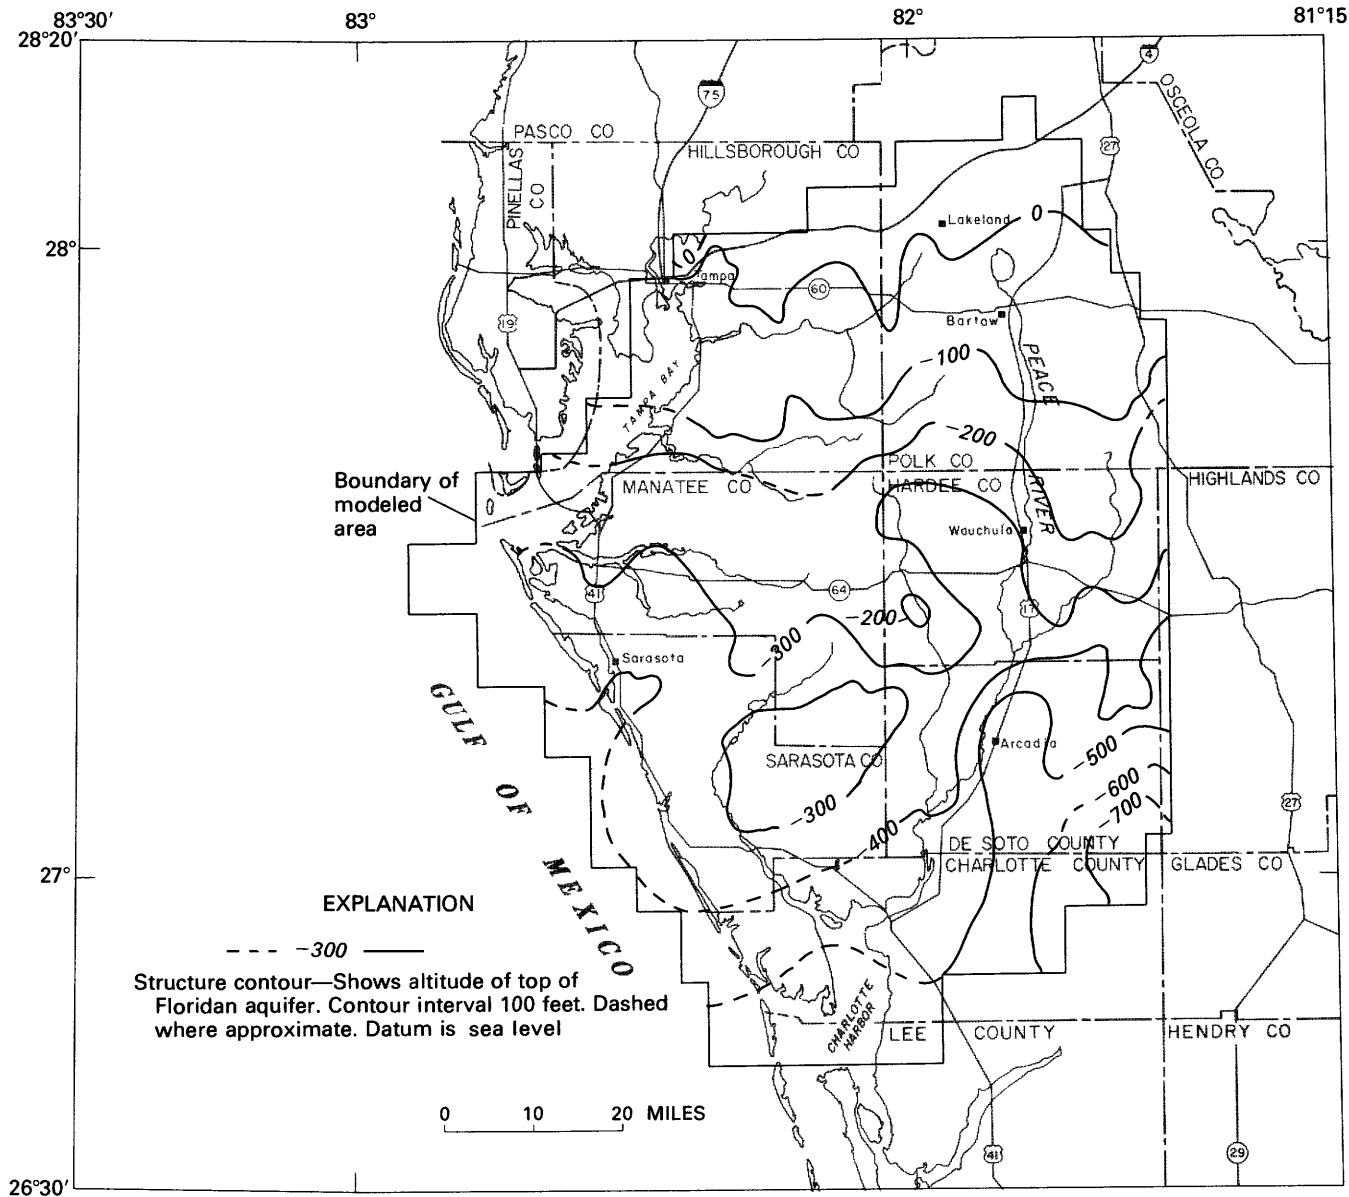 83°30'
83°
82°
81°15'
28°20'
4
OSCEOLA CO
75
PASCO CO
HILLSBOROUGH CO
27
PINELLAS CO
Lakeland
0
28°
0
Tampa
60
19
Bartow
-100
PEACE RIVER
TAMPA BAY
-200
POLK CO
HARDEE CO
HIGHLANDS CO
MANATEE CO
Boundary of
modeled
area
Wauchula
64
41
-200
17
-300
Sarasota
GULF OF MEXICO
Arcadia
-500
SARASOTA CO
-600
-700
-300
27
-400
DE SOTO COUNTY
CHARLOTTE COUNTY
GLADES CO
27°
EXPLANATION
-300
Structure contour—Shows altitude of top of
Floridan aquifer. Contour interval 100 feet. Dashed
where approximate. Datum is sea level
CHARLOTTE
HARBOR
LEE COUNTY
HENDRY CO
0 10 20 MILES
41
29
26°30'